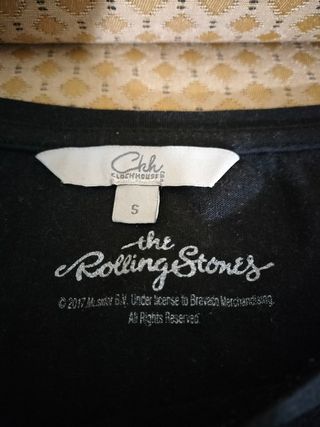 Ckh
CLOCKHOUSE
S
the
Rolling Stones
© 2017 Musidor B.V. Under license to Bravado Merchandising.
All Rights Reserved.